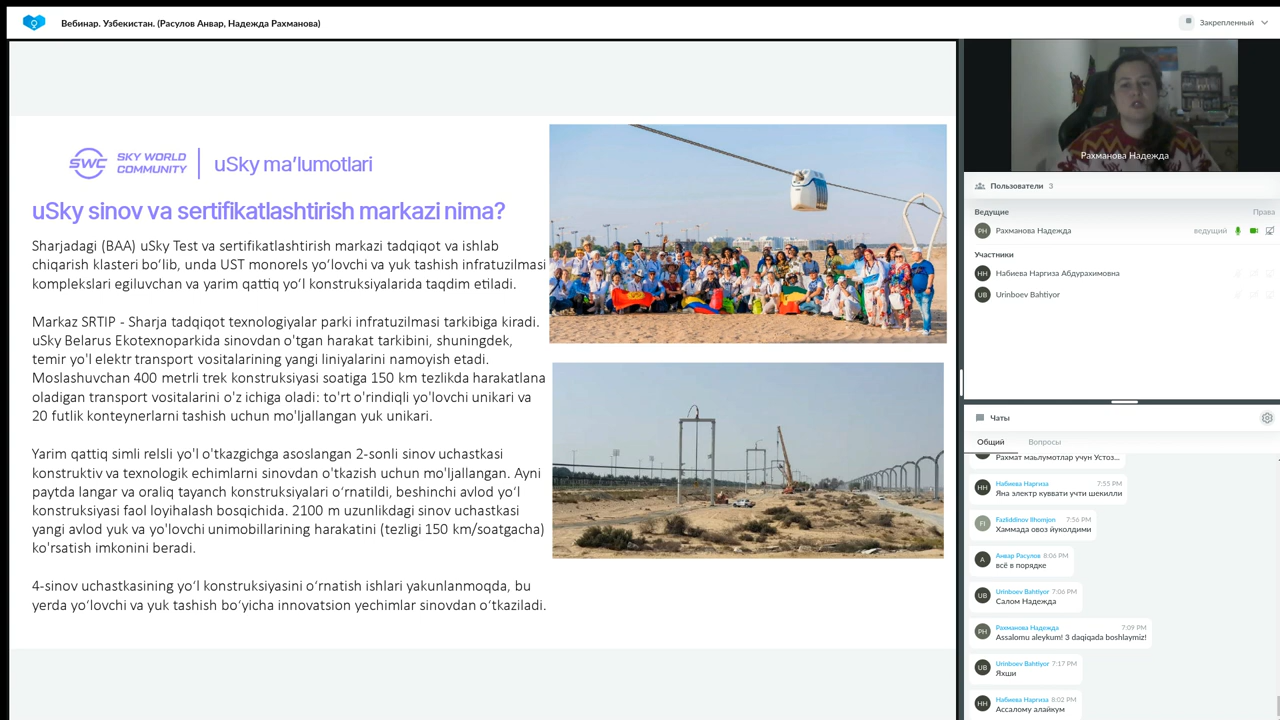 Вебинар. Узбекистан. (Расулов Анвар, Надежда Рахманова)
Закрепленный
SWC SKY WORLD
COMMUNITY
uSky ma’lumotlari
uSky sinov va sertifikatlashtirish markazi nima?
Sharjadagi (BAA) uSky Test va sertifikatlashtirish markazi tadqiqot va ishlab
chiqarish klasteri bo‘lib, unda UST monorels yo‘lovchi va yuk tashish infratuzilmasi
komplekslari egiluvchan va yarim qattiq yo‘l konstruksiyalarida taqdim etiladi.
Markaz SRTIP - Sharja tadqiqot texnologiyalar parki infratuzilmasi tarkibiga kiradi.
uSky Belarus Ekotexnoparkida sinovdan o'tgan harakat tarkibini, shuningdek,
temir yo'l elektr transport vositalarining yangi liniyalarini namoyish etadi.
Moslashuvchan 400 metrli trek konstruksiyasi soatiga 150 km tezlikda harakatlana
oladigan transport vositalarini o'z ichiga oladi: to'rt o'rindiqli yo'lovchi unikari va
20 futlik konteynerlarni tashish uchun mo'ljallangan yuk unikari.
Yarim qattiq simli relsli yo'l o'tkazgichga asoslangan 2-sonli sinov uchastkasi
konstruktiv va texnologik echimlarni sinovdan o'tkazish uchun mo'ljallangan. Ayni
paytda langar va oraliq tayanch konstruksiyalari o‘rnatildi, beshinchi avlod yo‘l
konstruksiyasi faol loyihalash bosqichida. 2100 m uzunlikdagi sinov uchastkasi
yangi avlod yuk va yo'lovchi unimobillarining harakatini (tezligi 150 km/soatgacha)
ko'rsatish imkonini beradi.
4-sinov uchastkasining yo‘l konstruksiyasini o‘rnatish ishlari yakunlanmoqda, bu
yerda yo‘lovchi va yuk tashish bo‘yicha innovatsion yechimlar sinovdan o‘tkaziladi.
Рахманова Надежда
Пользователи 3
Ведущие Права
РН Рахманова Надежда ведущий
Участники
НН Набиева Наргиза Абдурахимовна
UB Urinboev Bahtiyor
Чаты
Общий Вопросы
Рахмат маълумотлар учун Устоз...
НН Набиева Наргиза 7:55 PM
Яна электр куввати учти шекилли
FI Fazliddinov Ilhomjon 7:56 PM
Хаммада овоз йуколдими
А Анвар Расулов 8:06 PM
всё в порядке
UB Urinboev Bahtiyor 7:06 PM
Салом Надежда
РН Рахманова Надежда 7:09 PM
Assalomu aleykum! 3 daqiqada boshlaymiz!
UB Urinboev Bahtiyor 7:17 PM
Яхши
НН Набиева Наргиза 8:02 PM
Ассалому алайкум